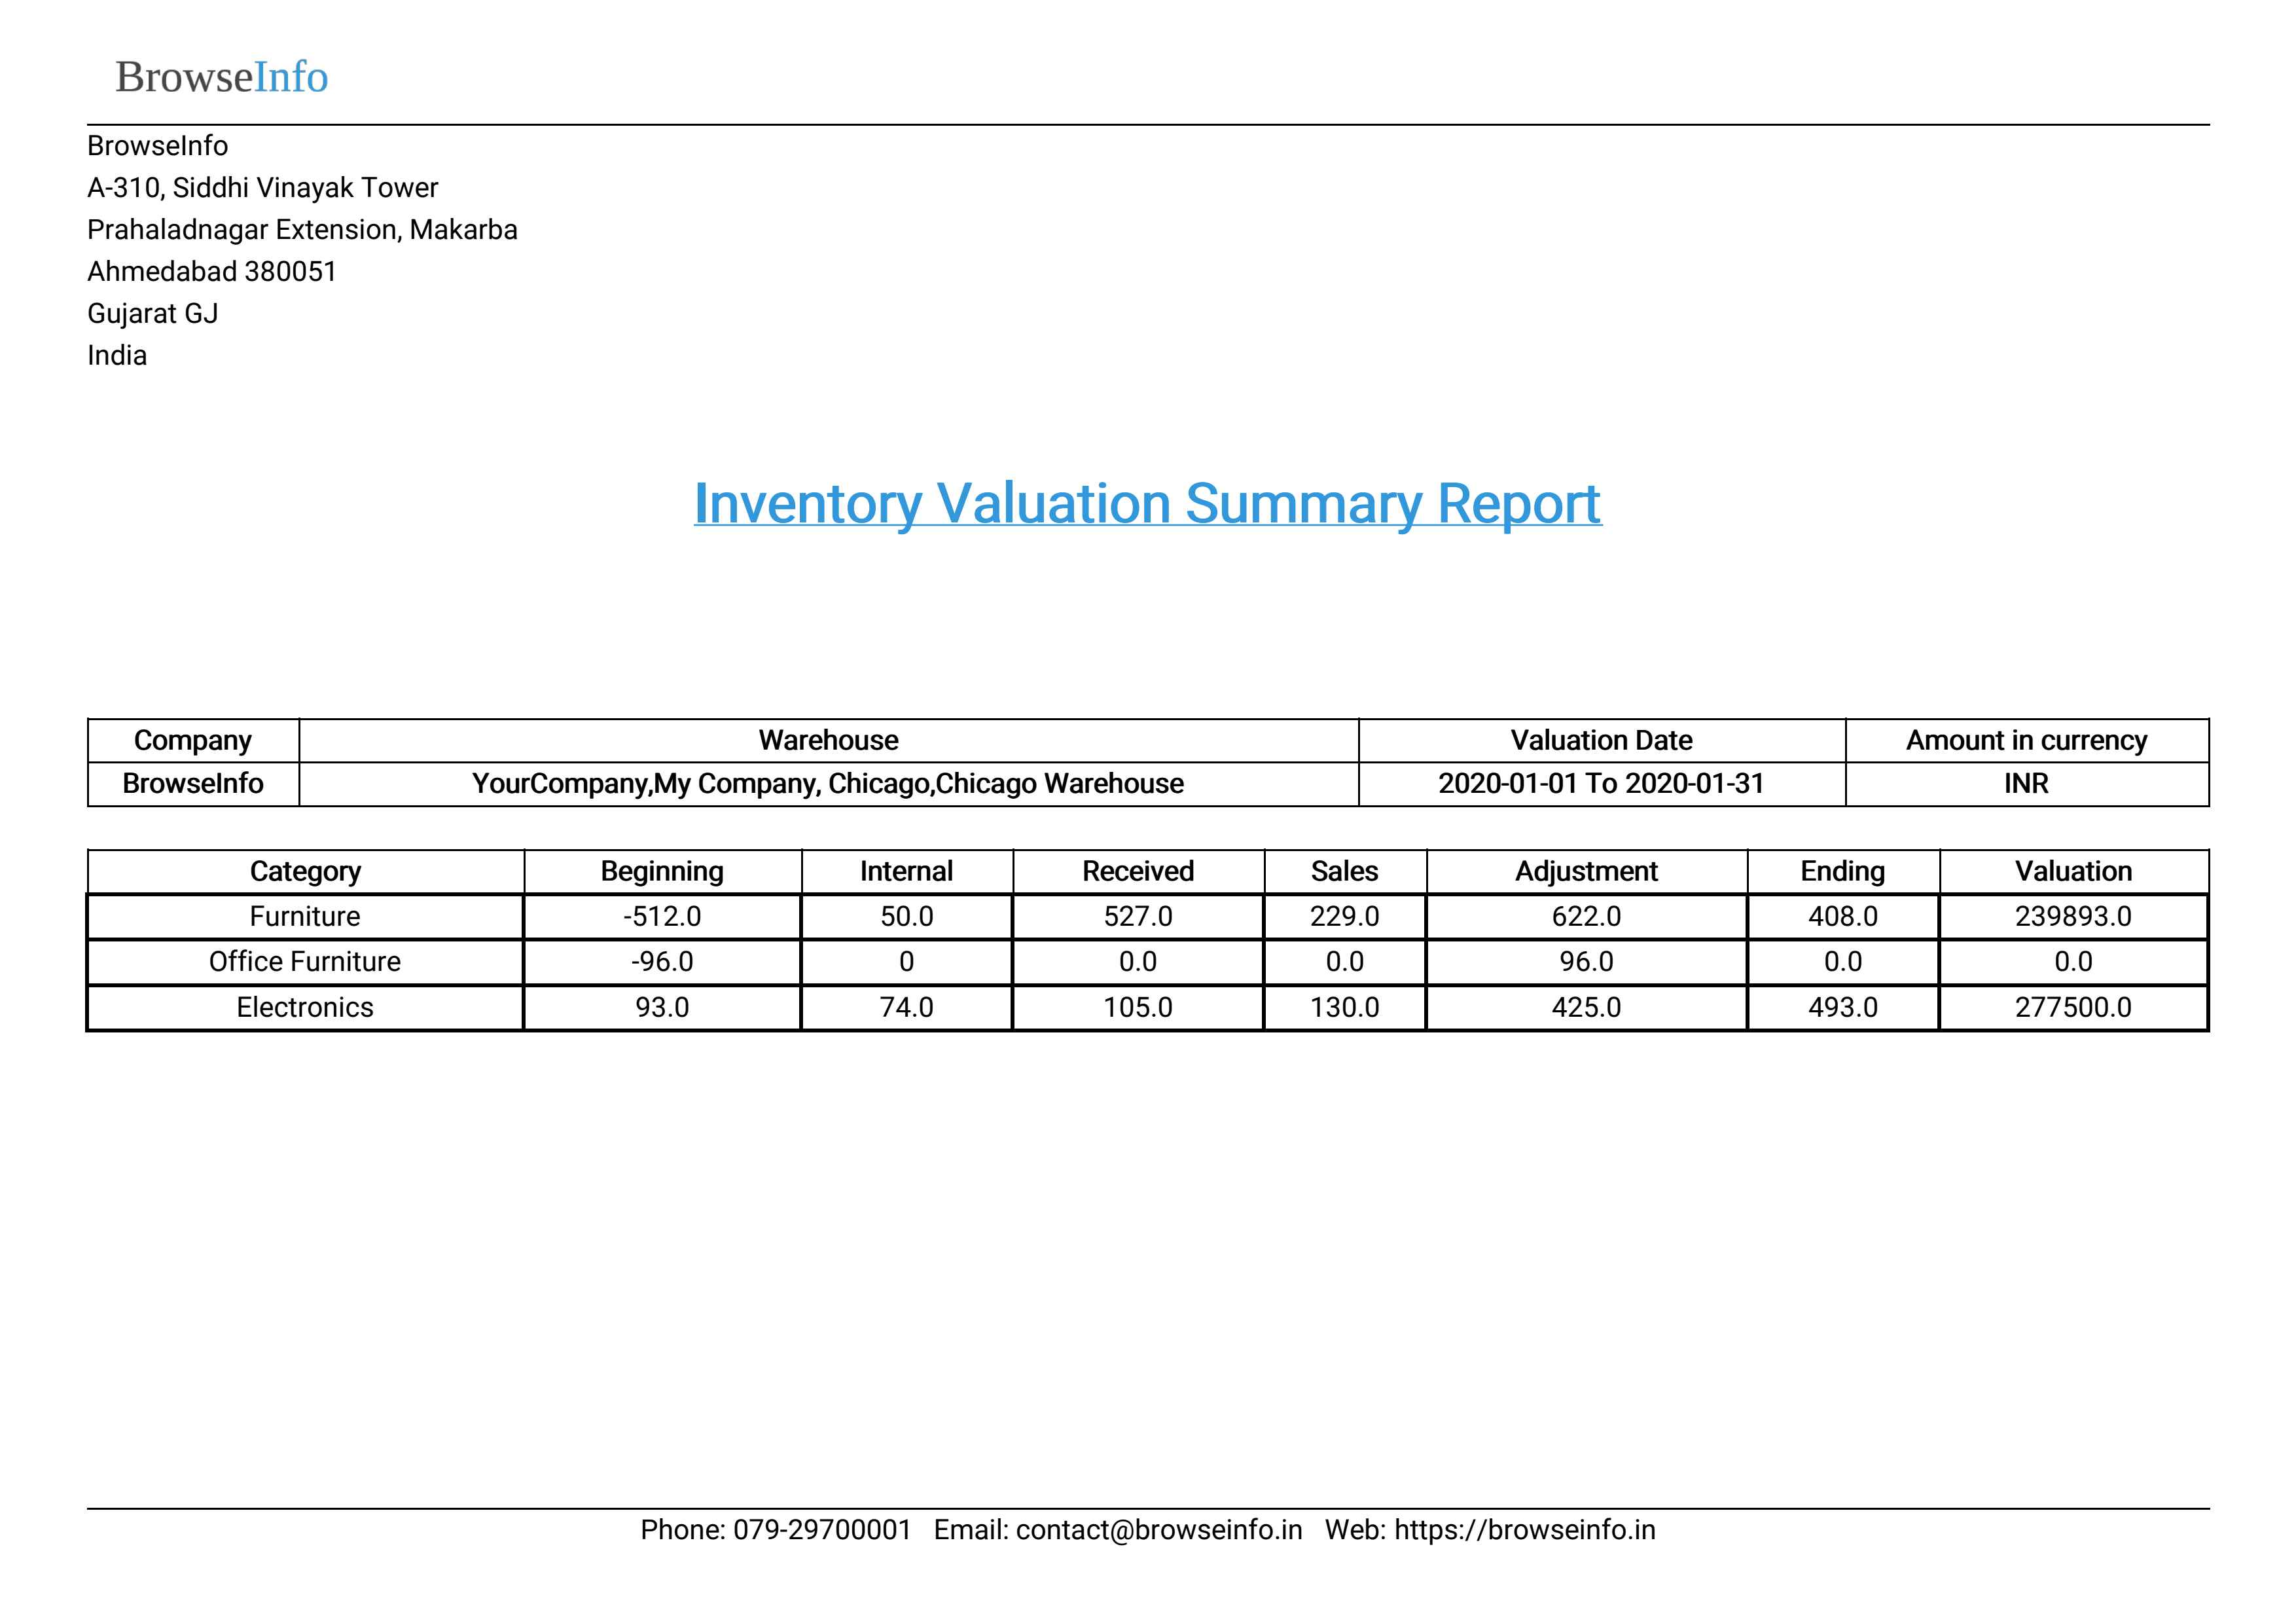 BrowseInfo
BrowseInfo
A-310, Siddhi Vinayak Tower
Prahaladnagar Extension, Makarba
Ahmedabad 380051
Gujarat GJ
India
Inventory Valuation Summary Report
Company Warehouse Valuation Date Amount in currency
BrowseInfo YourCompany,My Company, Chicago,Chicago Warehouse 2020-01-01 To 2020-01-31 INR
Category Beginning Internal Received Sales Adjustment Ending Valuation
Furniture -512.0 50.0 527.0 229.0 622.0 408.0 239893.0
Office Furniture -96.0 0 0.0 0.0 96.0 0.0 0.0
Electronics 93.0 74.0 105.0 130.0 425.0 493.0 277500.0
Phone: 079-29700001 Email: contact@browseinfo.in Web: https://browseinfo.in